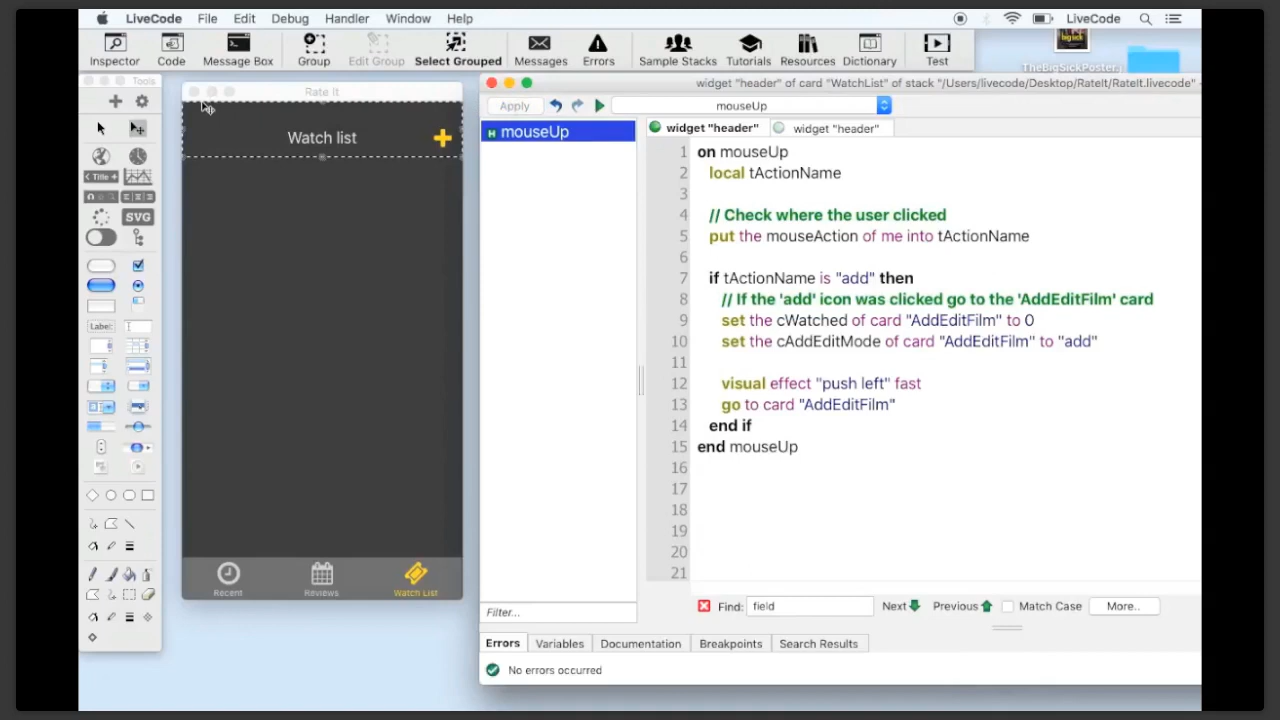 LiveCode File Edit Debug Handler Window Help LiveCode
Inspector Code Message Box Group Edit Group Select Grouped Messages Errors Sample Stacks Tutorials Resources Dictionary Test
TheBigSickPoster.j
Tools
Rate It
widget "header" of card "WatchList" of stack "/Users/livecode/Desktop/RateIt/RateIt.livecode"
Apply mouseUp
M mouseUp
widget "header" widget "header"
Watch list
< Title +
SVG
Label:
1 on mouseUp
2 local tActionName
3
4 // Check where the user clicked
5 put the mouseAction of me into tActionName
6
7 if tActionName is "add" then
8 // If the 'add' icon was clicked go to the 'AddEditFilm' card
9 set the cWatched of card "AddEditFilm" to 0
10 set the cAddEditMode of card "AddEditFilm" to "add"
11
12 visual effect "push left" fast
13 go to card "AddEditFilm"
14 end if
15 end mouseUp
16
17
18
19
20
21
Recent Reviews Watch List
Filter...
Find: field Next Previous Match Case More..
Errors Variables Documentation Breakpoints Search Results
No errors occurred